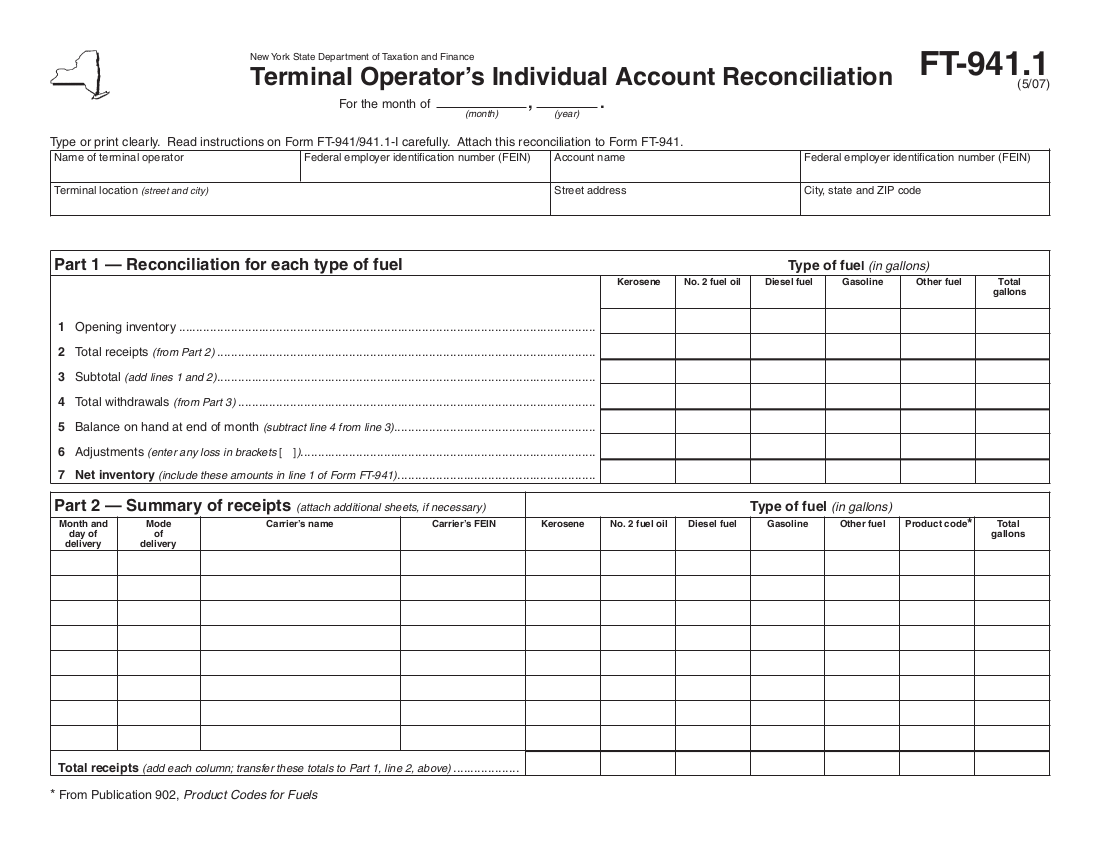 New York State Department of Taxation and Finance
Terminal Operator's Individual Account Reconciliation
FT-941.1
(5/07)
For the month of ____________ , ________ .
(month) (year)
Type or print clearly. Read instructions on Form FT-941/941.1-I carefully. Attach this reconciliation to Form FT-941.
Name of terminal operator Federal employer identification number (FEIN) Account name Federal employer identification number (FEIN)
Terminal location (street and city) Street address City, state and ZIP code
Part 1 — Reconciliation for each type of fuel Type of fuel (in gallons)
Kerosene No. 2 fuel oil Diesel fuel Gasoline Other fuel Total
gallons
1 Opening inventory
2 Total receipts (from Part 2)
3 Subtotal (add lines 1 and 2)
4 Total withdrawals (from Part 3)
5 Balance on hand at end of month (subtract line 4 from line 3)
6 Adjustments (enter any loss in brackets [ ])
7 Net inventory (include these amounts in line 1 of Form FT-941)
Part 2 — Summary of receipts (attach additional sheets, if necessary) Type of fuel (in gallons)
Month and Mode Carrier's name Carrier's FEIN Kerosene No. 2 fuel oil Diesel fuel Gasoline Other fuel Product code* Total
day of of gallons
delivery delivery
Total receipts (add each column; transfer these totals to Part 1, line 2, above)
* From Publication 902, Product Codes for Fuels